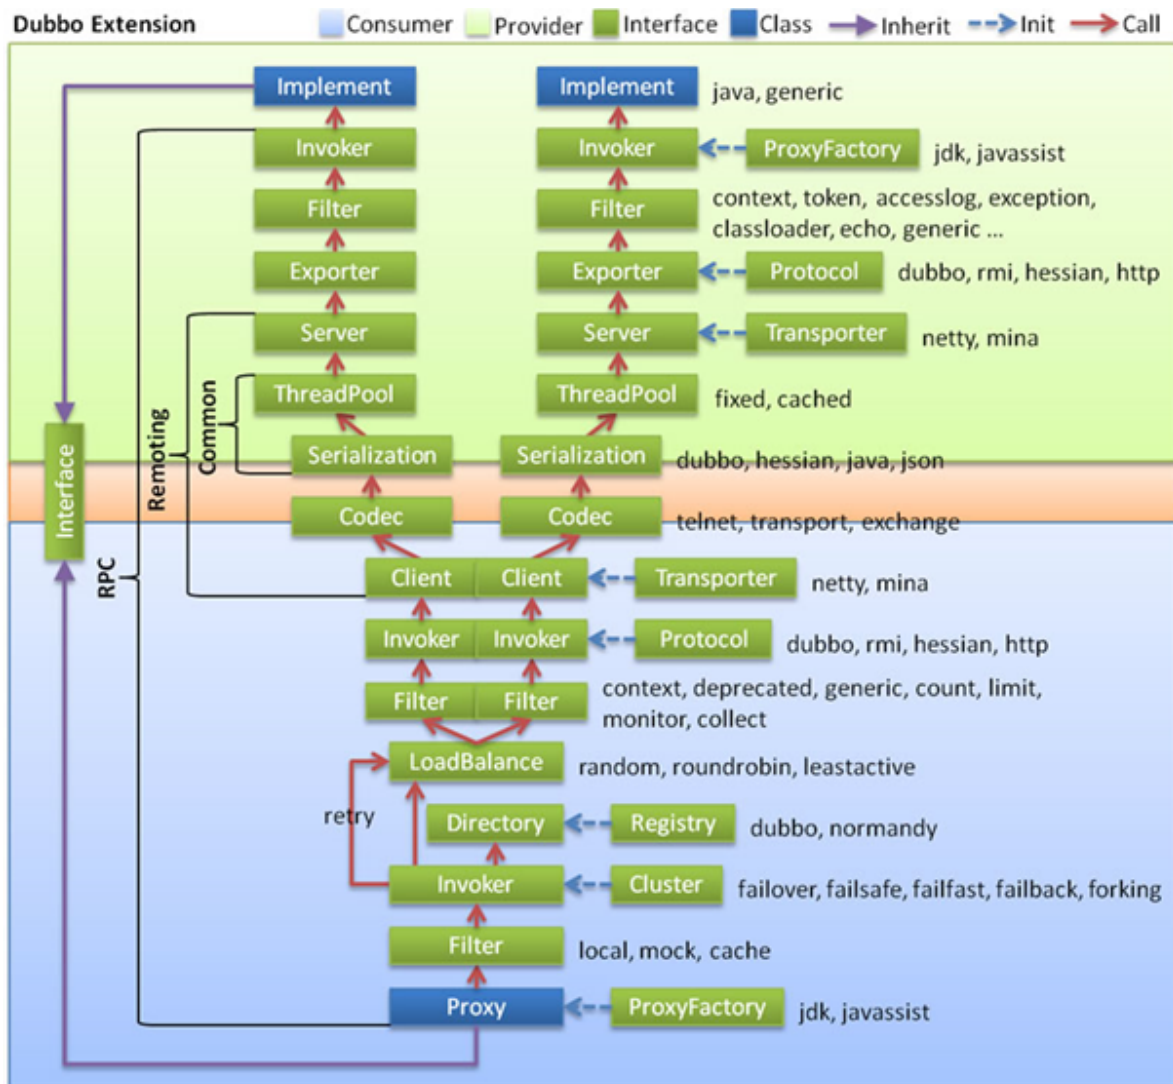 Dubbo Extension
Consumer
Provider
Interface
Class
Inherit
Init
Call
Implement
Implement
java, generic
Invoker
Invoker
ProxyFactory
jdk, javassist
Filter
Filter
context, token, accesslog, exception,
classloader, echo, generic ...
Exporter
Exporter
Protocol
dubbo, rmi, hessian, http
Server
Server
Transporter
netty, mina
ThreadPool
ThreadPool
fixed, cached
Common
Remoting
RPC
Interface
Serialization
Serialization
dubbo, hessian, java, json
Codec
Codec
telnet, transport, exchange
Client
Client
Transporter
netty, mina
Invoker
Invoker
Protocol
dubbo, rmi, hessian, http
Filter
Filter
context, deprecated, generic, count, limit,
monitor, collect
LoadBalance
random, roundrobin, leastactive
retry
Directory
Registry
dubbo, normandy
Invoker
Cluster
failover, failsafe, failfast, failback, forking
Filter
local, mock, cache
Proxy
ProxyFactory
jdk, javassist